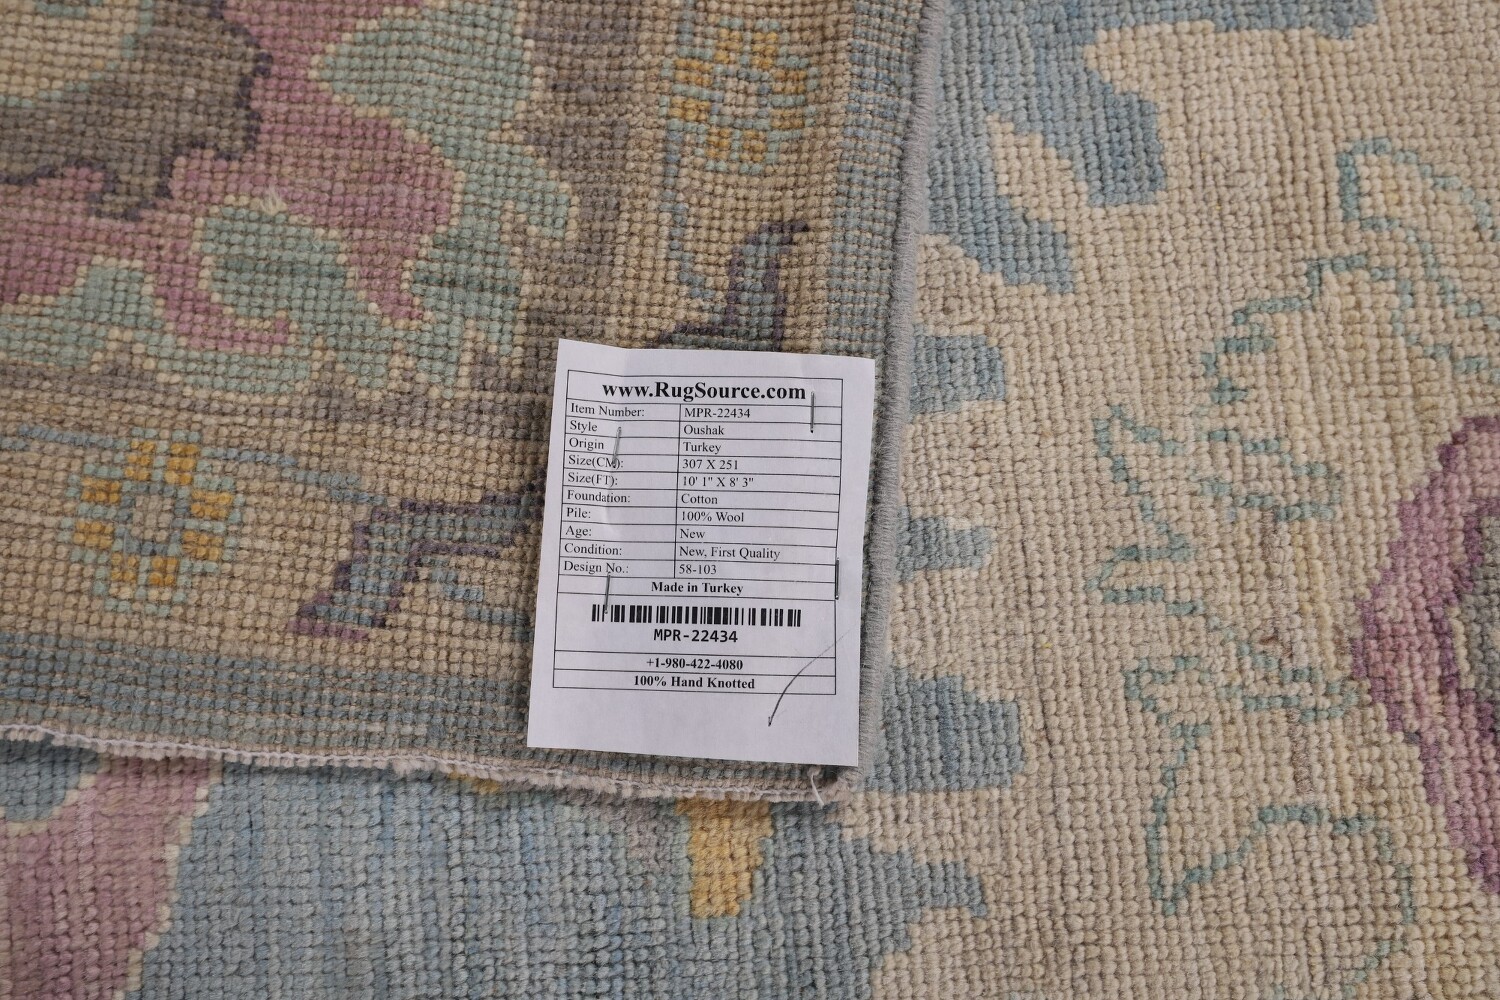 www.RugSource.com
Item Number: MPR-22434
Style Oushak
Origin Turkey
Size(CM): 307 X 251
Size(FT): 10' 1" X 8' 3"
Foundation: Cotton
Pile: 100% Wool
Age: New
Condition: New, First Quality
Design No.: 58-103
Made in Turkey
MPR-22434
+1-980-422-4080
100% Hand Knotted